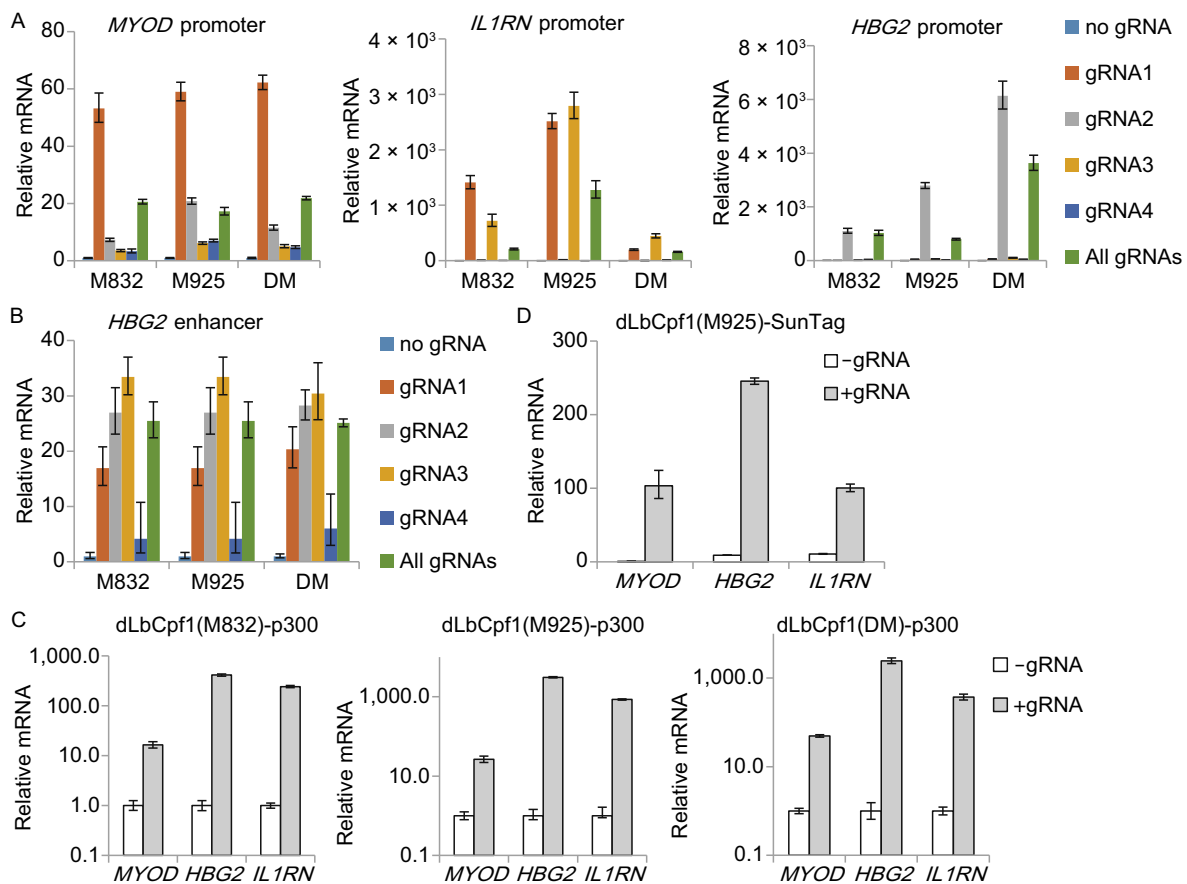 A
MYOD promoter
IL1RN promoter
HBG2 promoter
Relative mRNA
80
60
40
20
0
M832 M925 DM
Relative mRNA
4 × 10³
3 × 10³
2 × 10³
1 × 10³
0
M832 M925 DM
Relative mRNA
8 × 10³
6 × 10³
4 × 10³
2 × 10³
0
M832 M925 DM
no gRNA
gRNA1
gRNA2
gRNA3
gRNA4
All gRNAs
B
HBG2 enhancer
Relative mRNA
40
30
20
10
0
M832 M925 DM
no gRNA
gRNA1
gRNA2
gRNA3
gRNA4
All gRNAs
D
dLbCpf1(M925)-SunTag
Relative mRNA
300
200
100
0
MYOD HBG2 IL1RN
−gRNA
+gRNA
C
dLbCpf1(M832)-p300
Relative mRNA
1,000.0
100.0
10.0
1.0
0.1
MYOD HBG2 IL1RN
dLbCpf1(M925)-p300
Relative mRNA
1,000.0
10.0
0.1
MYOD HBG2 IL1RN
dLbCpf1(DM)-p300
Relative mRNA
1,000.0
10.0
0.1
MYOD HBG2 IL1RN
−gRNA
+gRNA